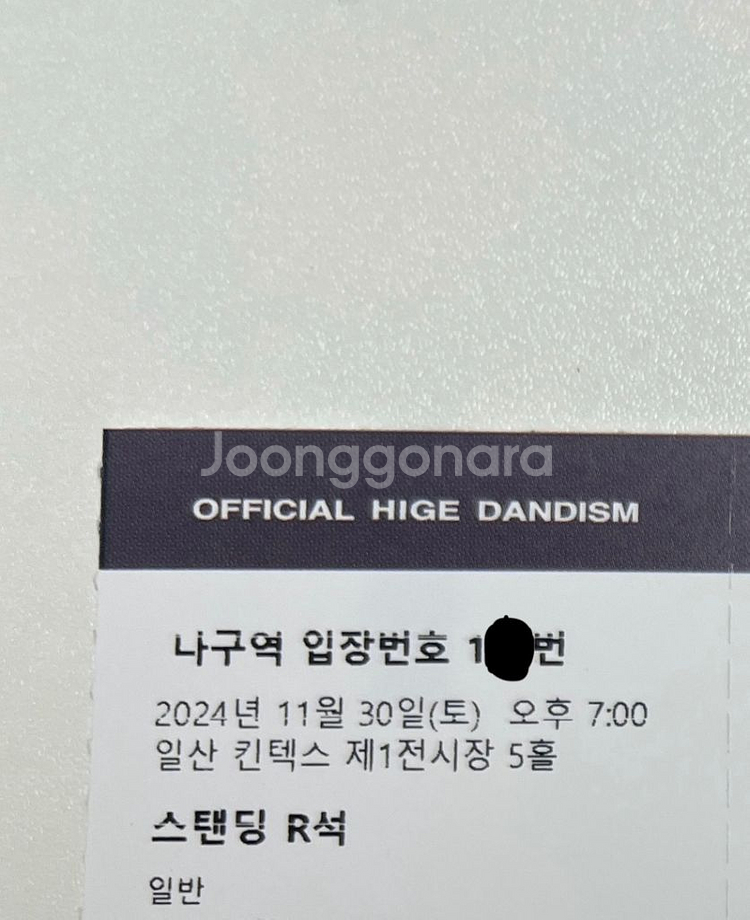 Joonggonara
OFFICIAL HIGE DANDISM
나구역 입장번호 1 번
2024년 11월 30일(토) 오후 7:00
일산 킨텍스 제1전시장 5홀
스탠딩 R석
일반